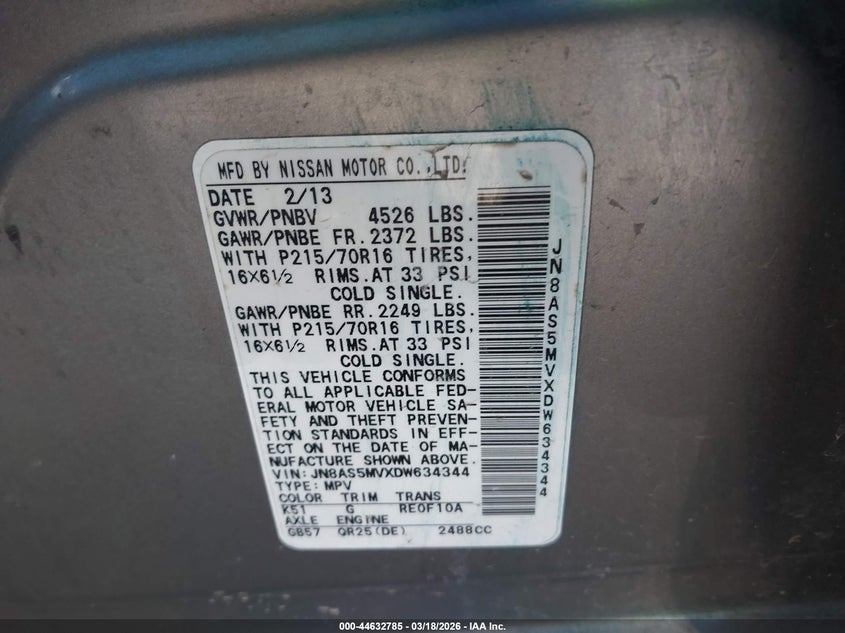 MFD BY NISSAN MOTOR CO.,LTD.
DATE 2/13
GVWR/PNBV 4526 LBS.
GAWR/PNBE FR.2372 LBS.
WITH P215/70R16 TIRES,
16X6½ RIMS.AT 33 PSI
COLD SINGLE.
GAWR/PNBE RR.2249 LBS.
WITH P215/70R16 TIRES,
16X6½ RIMS.AT 33 PSI
COLD SINGLE.
THIS VEHICLE CONFORMS
TO ALL APPLICABLE FED-
ERAL MOTOR VEHICLE SA-
FETY AND THEFT PREVEN-
TION STANDARDS IN EFF-
ECT ON THE DATE OF MA-
NUFACTURE SHOWN ABOVE.
VIN:JN8AS5MVXDW634344
TYPE:MPV
COLOR TRIM TRANS
K51 G RE0F10A
AXLE ENGINE
GB57 QR25(DE) 2488CC
JN8AS5MVXDW634344
000-44632785 - 03/18/2026 - IAA Inc.